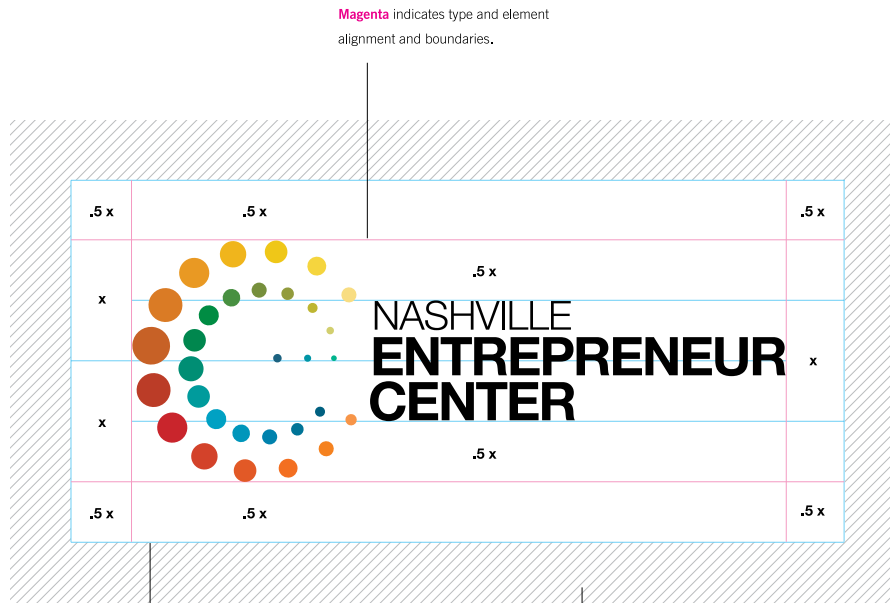 Magenta indicates type and element
alignment and boundaries.
.5 x
.5 x
.5 x
.5 x
x
NASHVILLE
ENTREPRENEUR
CENTER
x
x
.5 x
.5 x
.5 x
.5 x